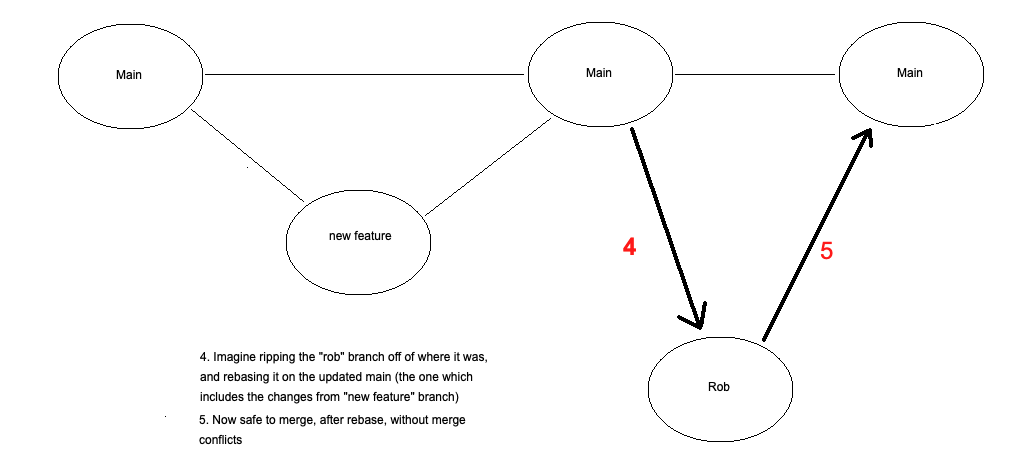 Main
Main
Main
new feature
4
5
Rob
4. Imagine ripping the "rob" branch off of where it was,
and rebasing it on the updated main (the one which
includes the changes from "new feature" branch)
5. Now safe to merge, after rebase, without merge
conflicts